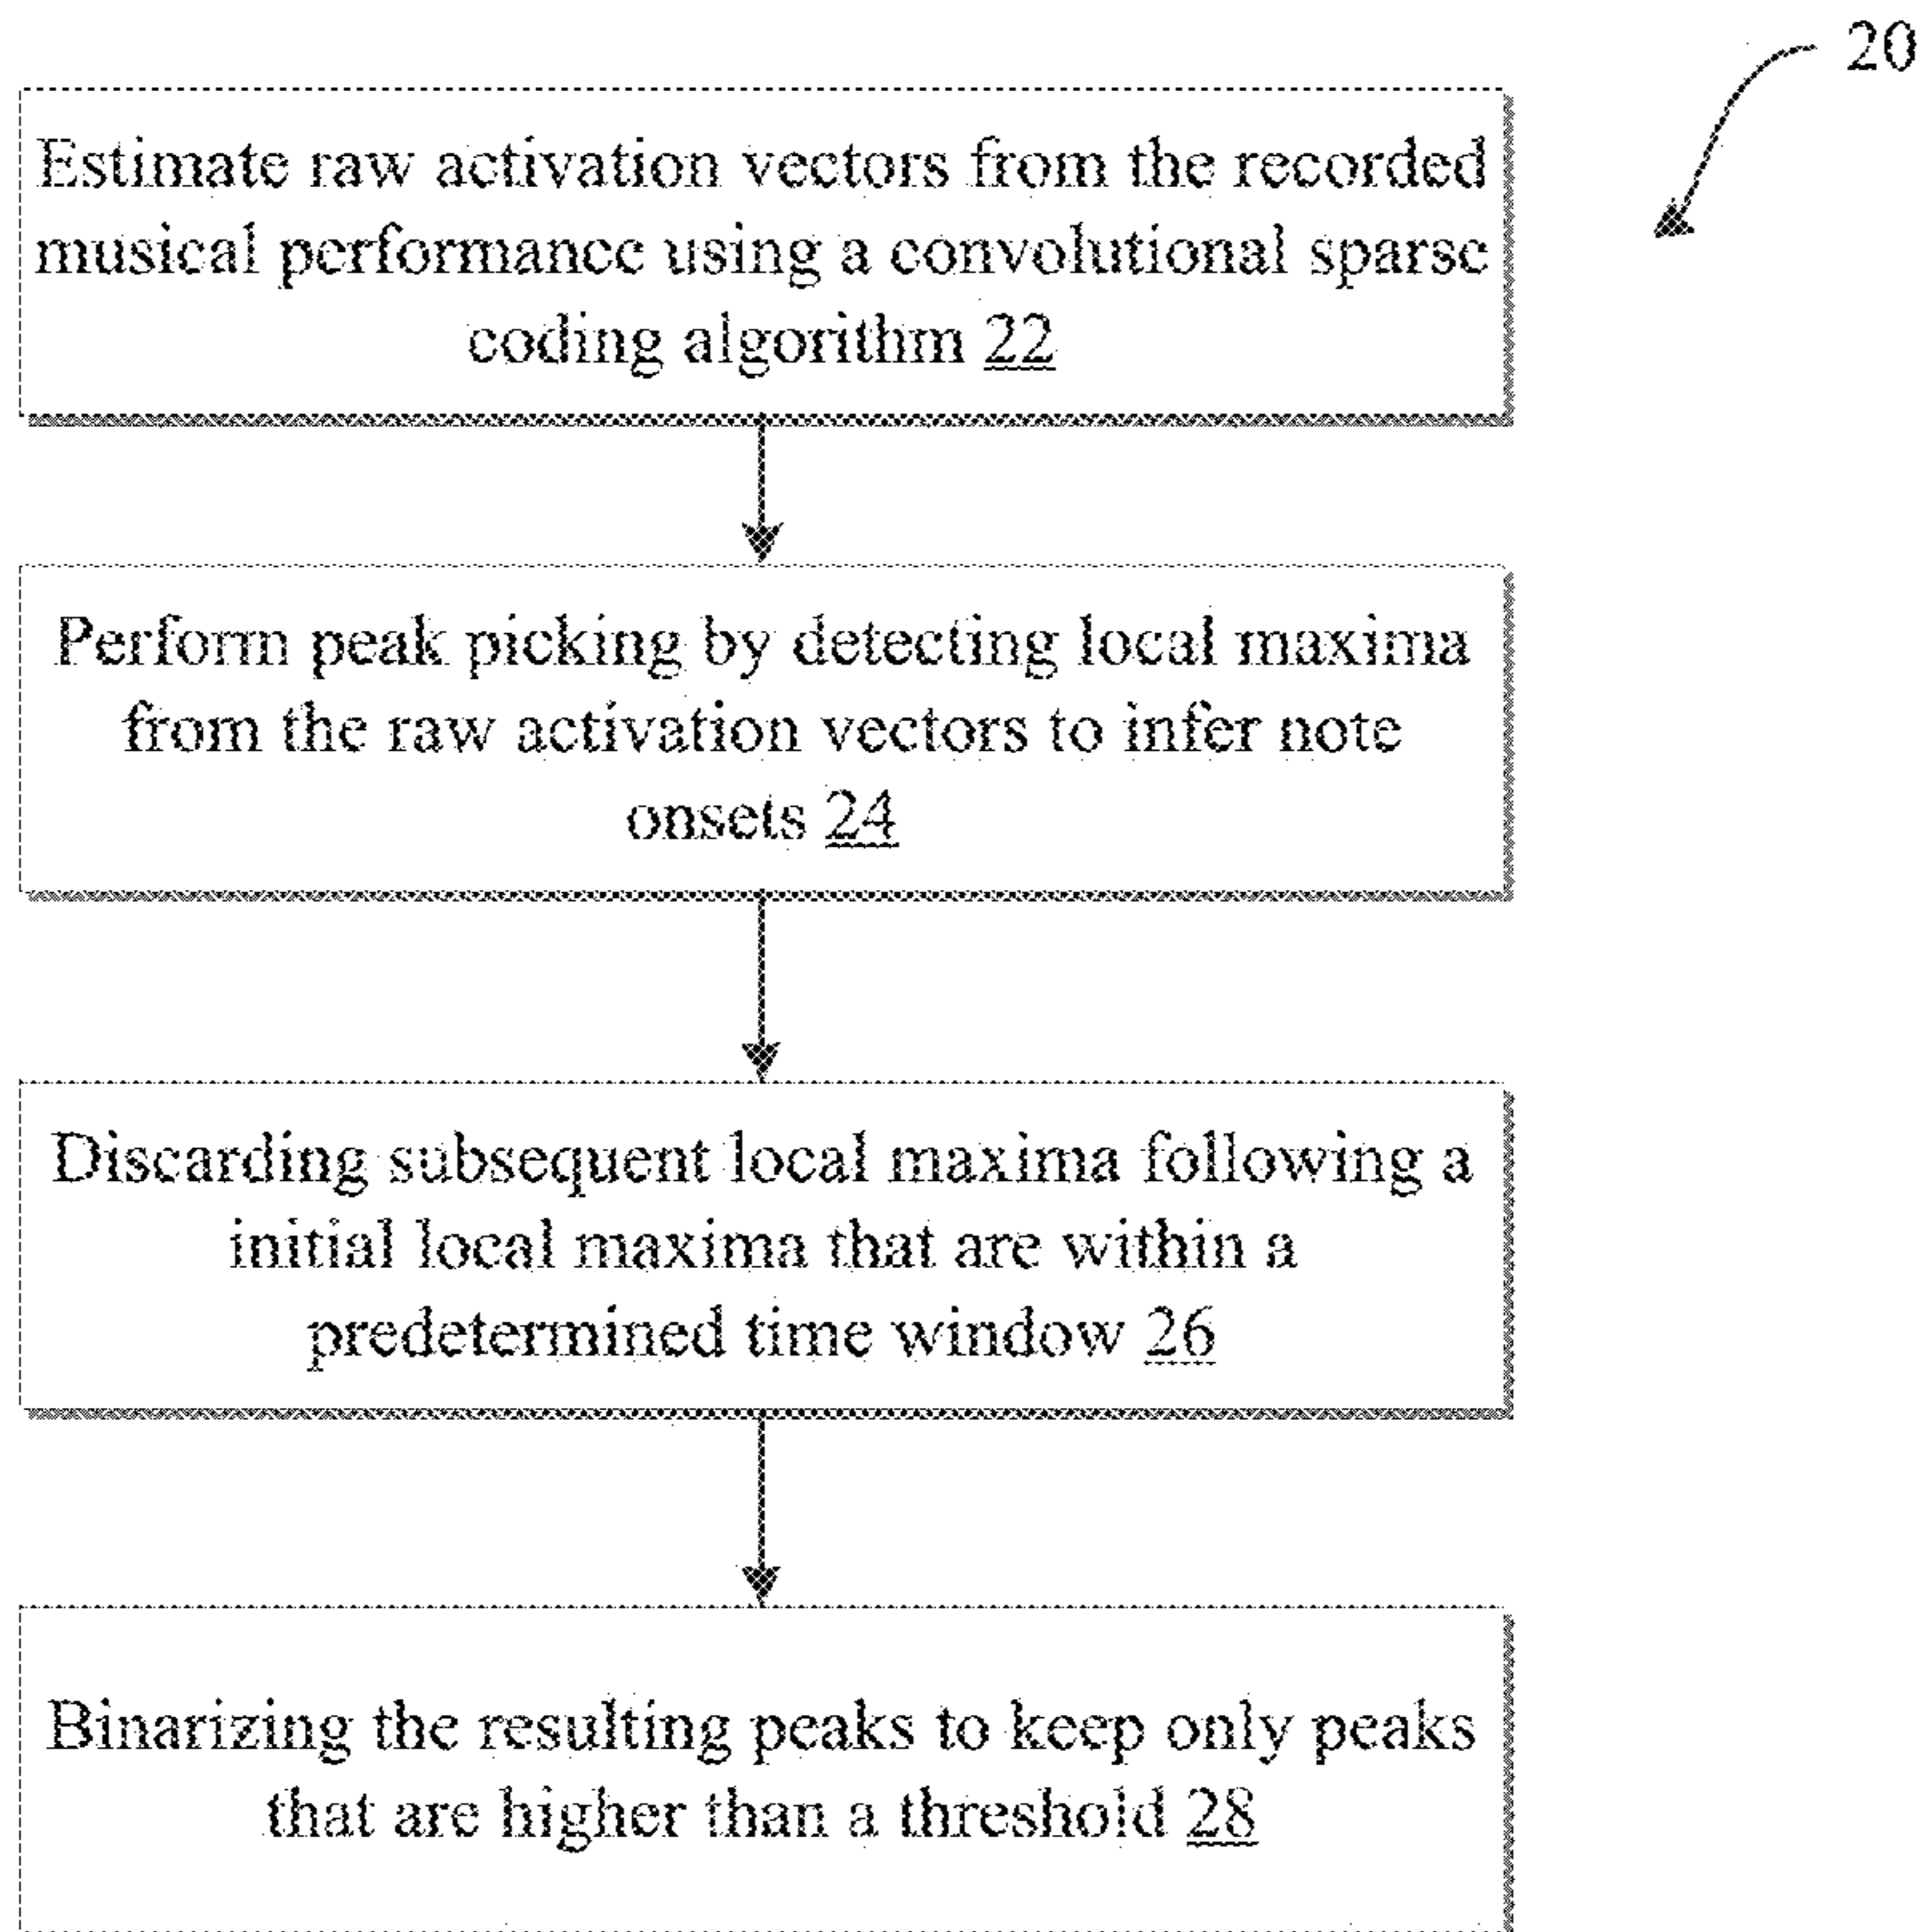 20
Estimate raw activation vectors from the recorded
musical performance using a convolutional sparse
coding algorithm 22
Perform peak picking by detecting local maxima
from the raw activation vectors to infer note
onsets 24
Discarding subsequent local maxima following a
initial local maxima that are within a
predetermined time window 26
Binarizing the resulting peaks to keep only peaks
that are higher than a threshold 28